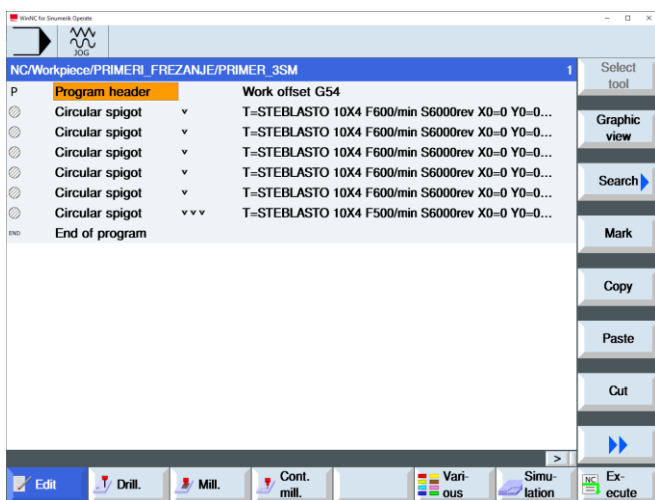 WinNC for Sinumerik Operate
JOG
NC/Workpiece/PRIMERI_FREZANJE/PRIMER_3SM 1
P Program header Work offset G54
Circular spigot v T=STEBLASTO 10X4 F600/min S6000rev X0=0 Y0=0...
Circular spigot v T=STEBLASTO 10X4 F600/min S6000rev X0=0 Y0=0...
Circular spigot v T=STEBLASTO 10X4 F600/min S6000rev X0=0 Y0=0...
Circular spigot v T=STEBLASTO 10X4 F600/min S6000rev X0=0 Y0=0...
Circular spigot v T=STEBLASTO 10X4 F600/min S6000rev X0=0 Y0=0...
Circular spigot v v v T=STEBLASTO 10X4 F500/min S6000rev X0=0 Y0=0...
END End of program
>
Select
tool
Graphic
view
Search
Mark
Copy
Paste
Cut
Edit
Drill.
Mill.
Cont.
mill.
Vari-
ous
Simu-
lation
NC
Ex-
ecute